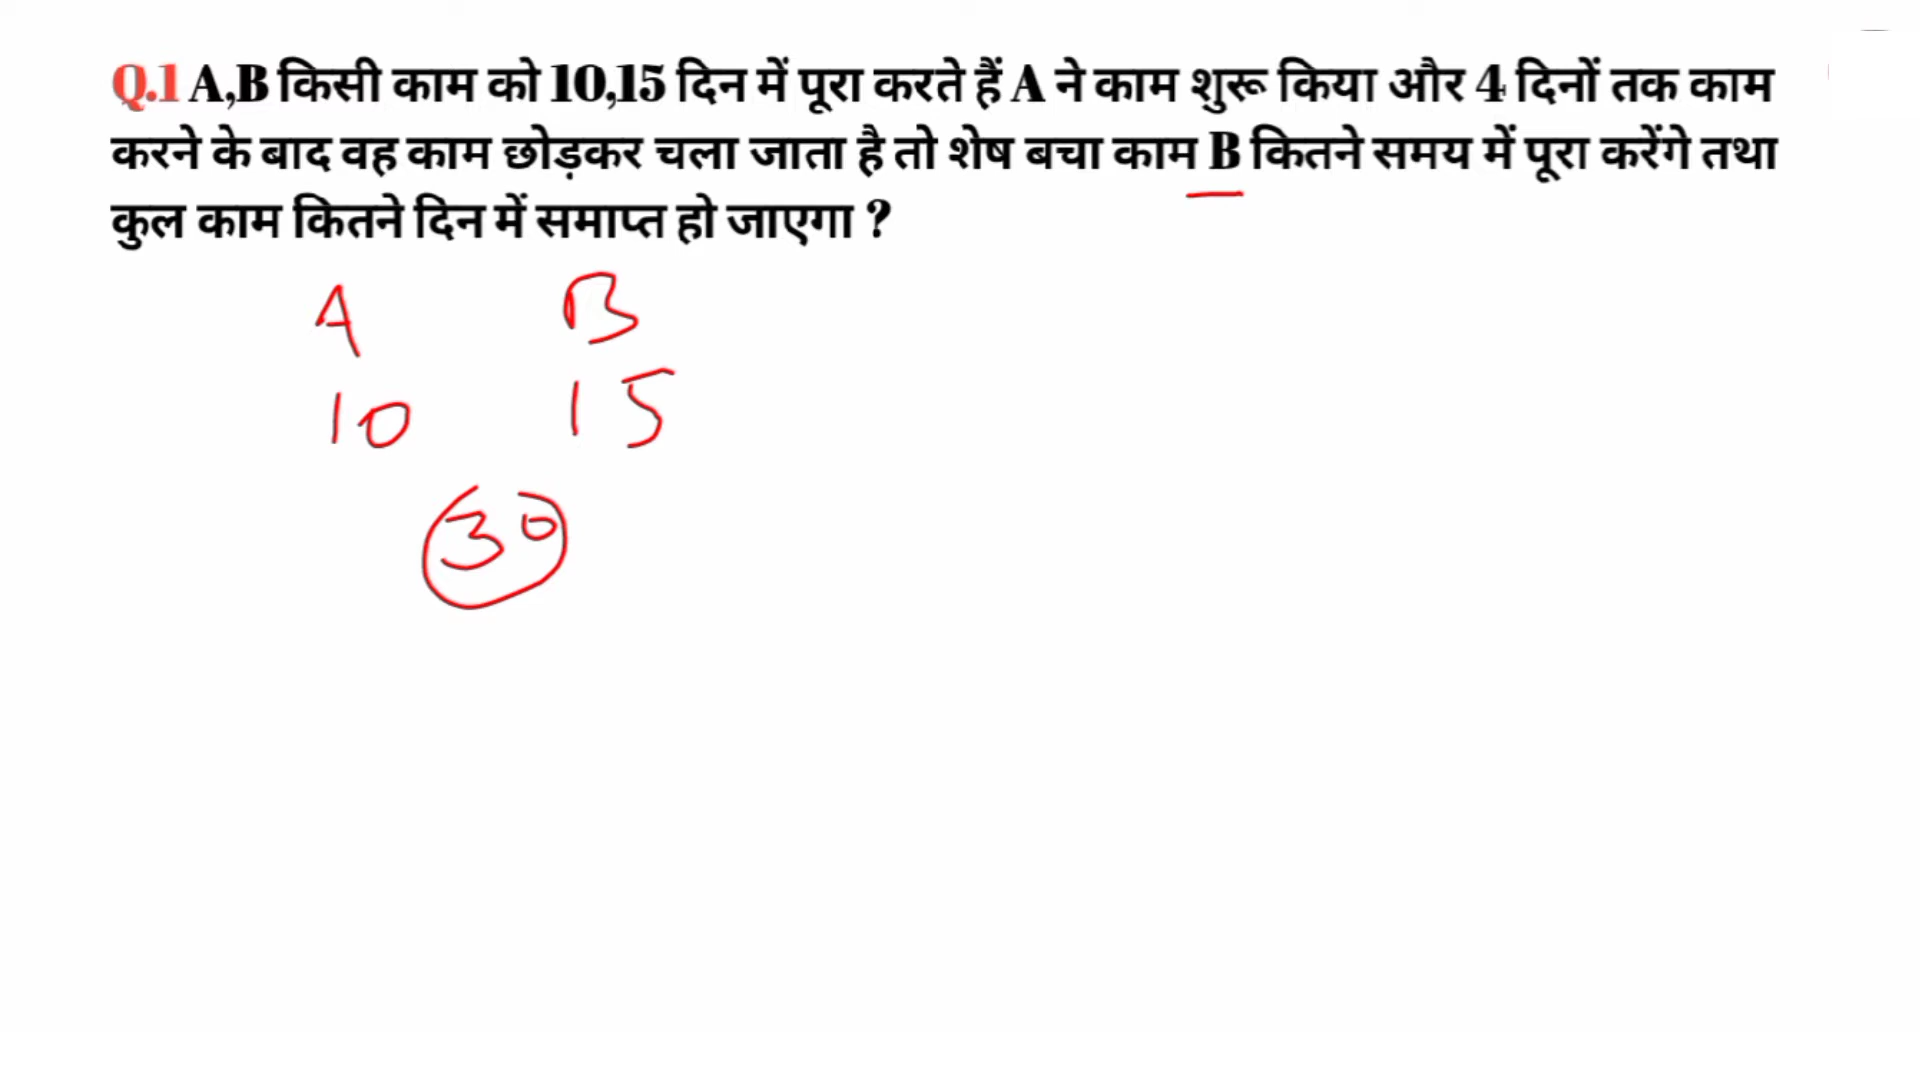 Q.1 A,B किसी काम को 10,15 दिन में पूरा करते हैं A ने काम शुरू किया और 4 दिनों तक काम
करने के बाद वह काम छोड़कर चला जाता है तो शेष बचा काम B कितने समय में पूरा करेंगे तथा
कुल काम कितने दिन में समाप्त हो जाएगा ?
A B
10 15
30